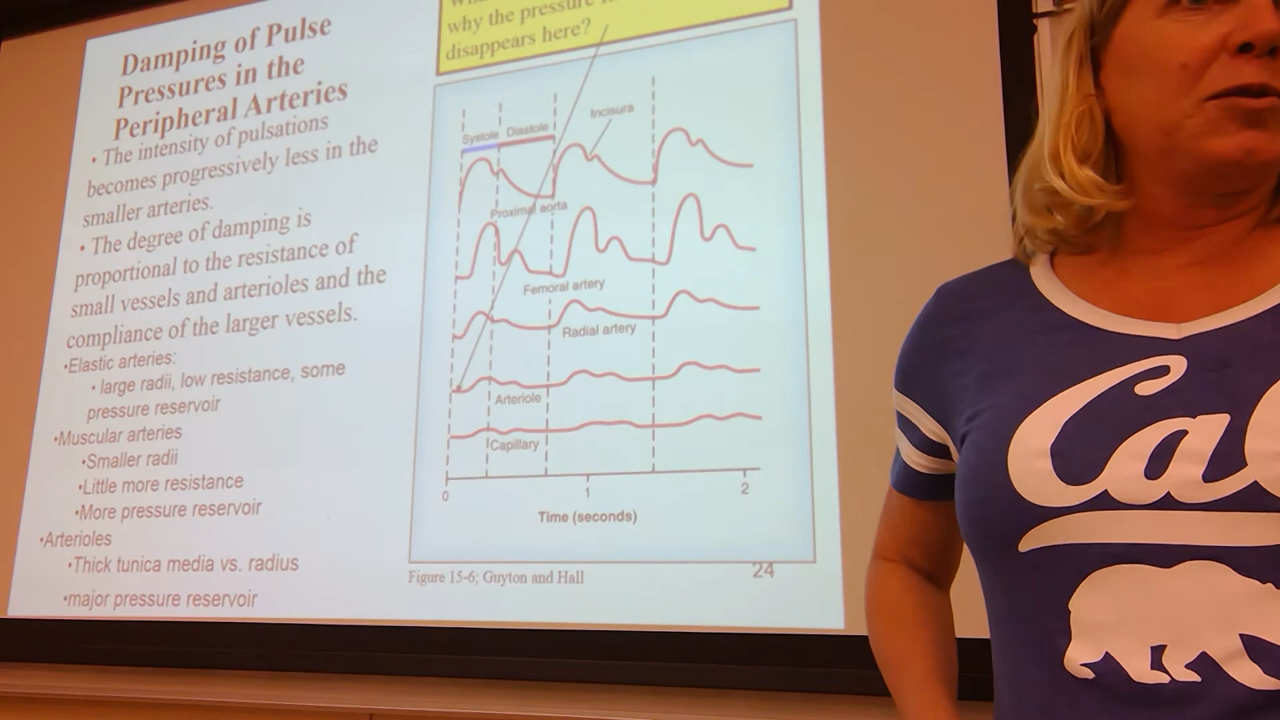 Damping of Pulse
Pressures in the
Peripheral Arteries
• The intensity of pulsations
becomes progressively less in the
smaller arteries.
• The degree of damping is
proportional to the resistance of
small vessels and arterioles and the
compliance of the larger vessels.
•Elastic arteries:
• large radii, low resistance, some
pressure reservoir
•Muscular arteries
•Smaller radii
•Little more resistance
•More pressure reservoir
•Arterioles
•Thick tunica media vs. radius
•major pressure reservoir
why the pressure
disappears here?
Systole Diastole
Incisura
Proximal aorta
Femoral artery
Radial artery
Arteriole
Capillary
0 1 2
Time (seconds)
Figure 15-6; Guyton and Hall
24
Cal